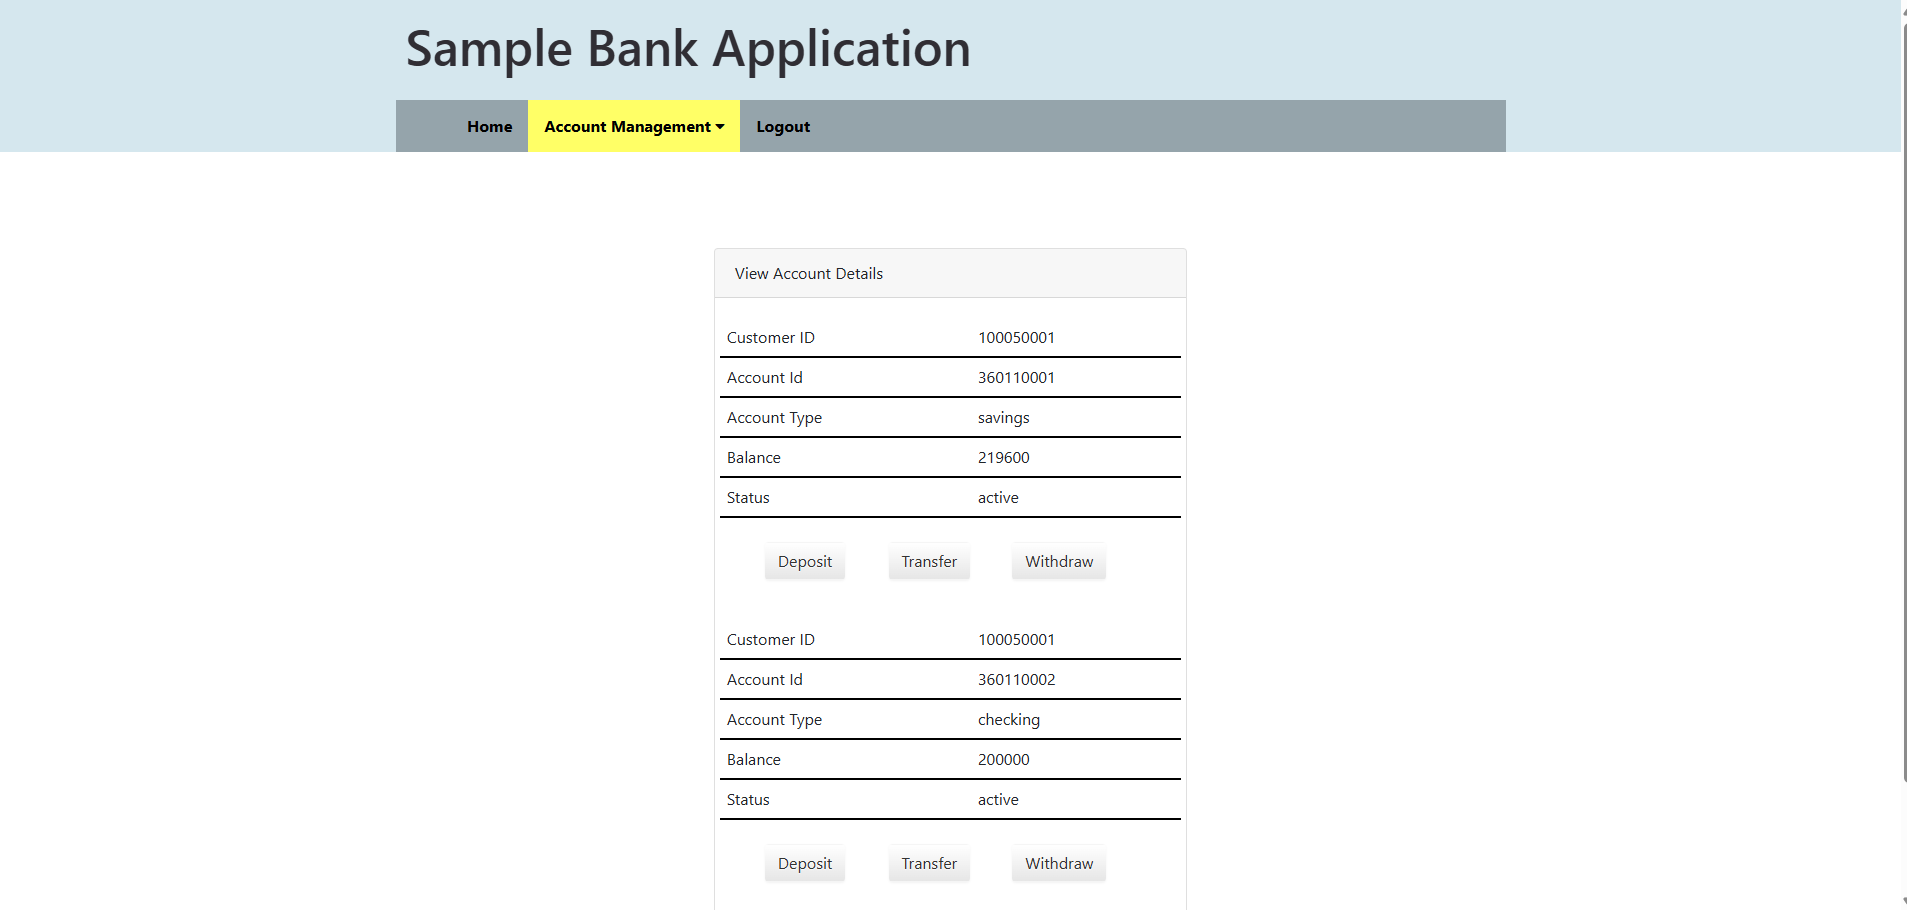 Sample Bank Application
Home Account Management Logout
View Account Details
Customer ID 100050001
Account Id 360110001
Account Type savings
Balance 219600
Status active
Deposit Transfer Withdraw
Customer ID 100050001
Account Id 360110002
Account Type checking
Balance 200000
Status active
Deposit Transfer Withdraw